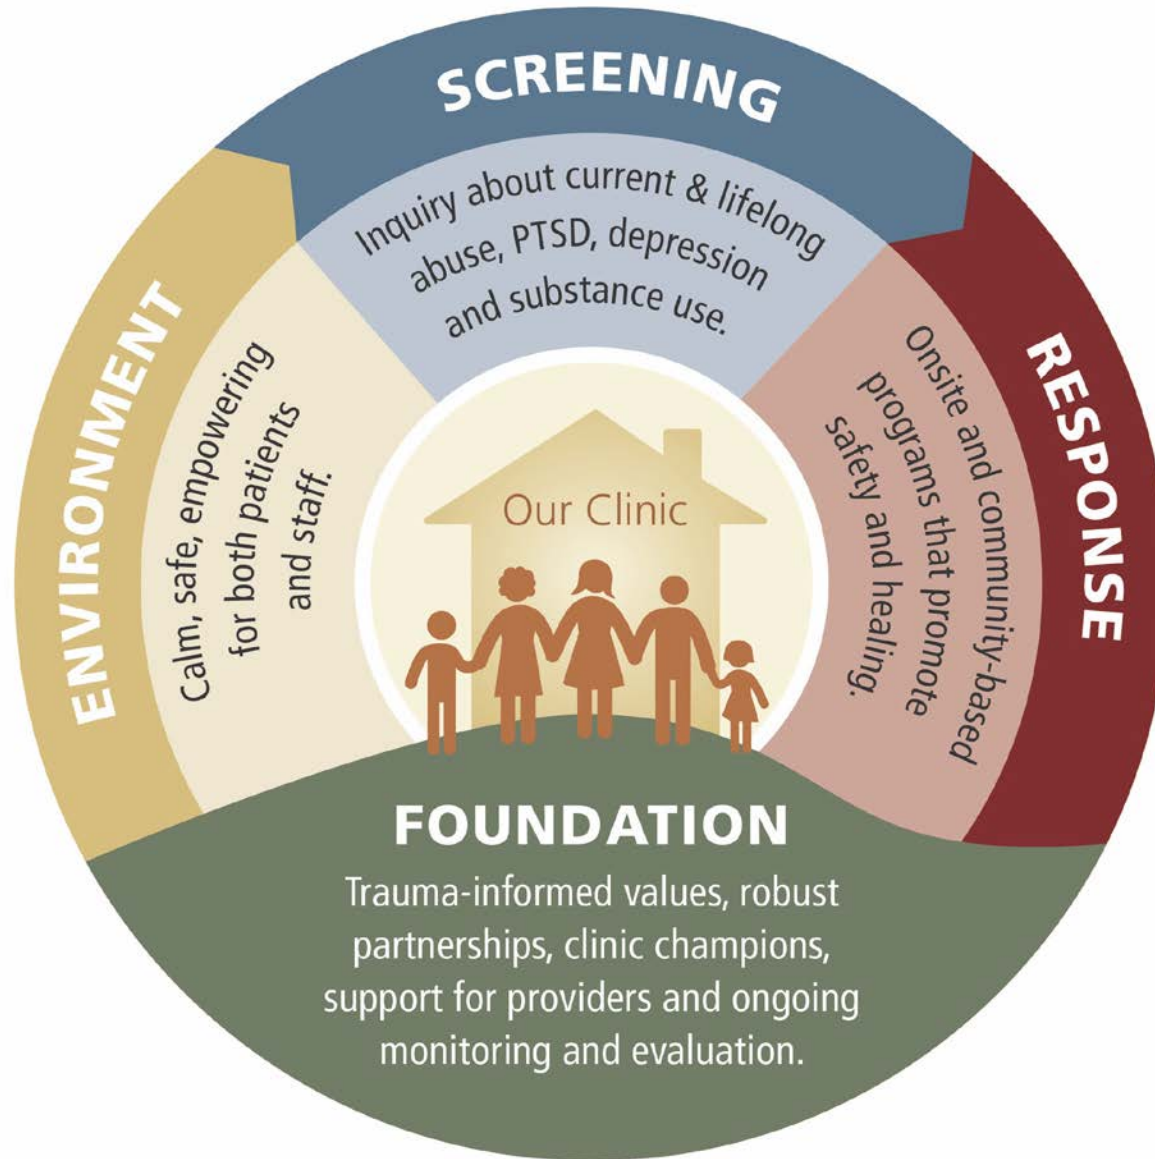 SCREENING
Inquiry about current & lifelong
abuse, PTSD, depression
and substance use.
ENVIRONMENT
Calm, safe, empowering
for both patients
and staff.
RESPONSE
Onsite and community-based
programs that promote
safety and healing.
Our Clinic
FOUNDATION
Trauma-informed values, robust
partnerships, clinic champions,
support for providers and ongoing
monitoring and evaluation.